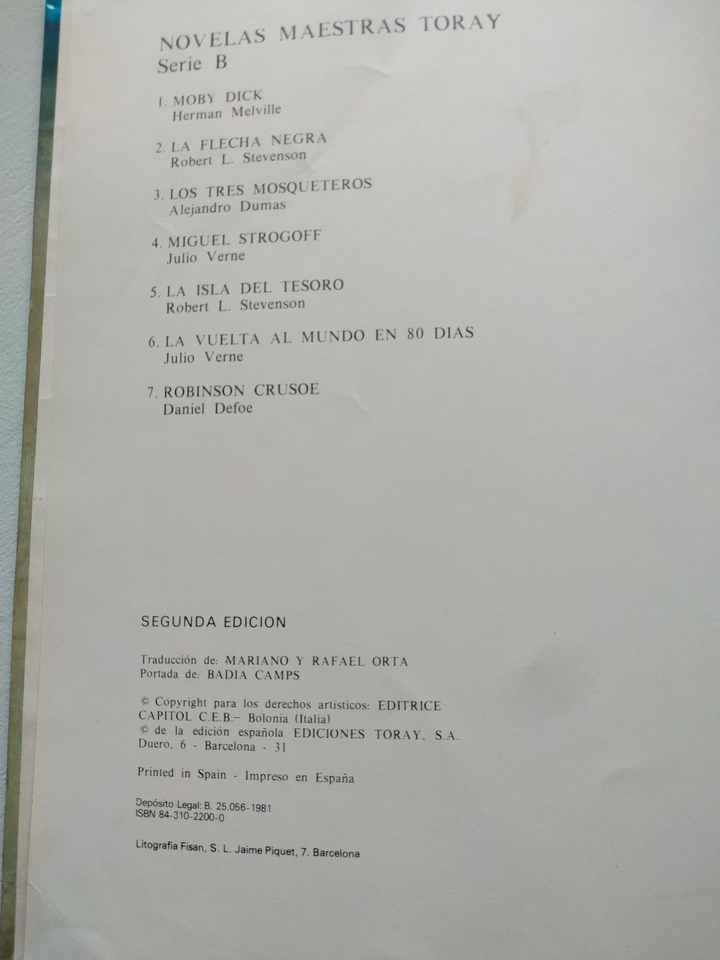 NOVELAS MAESTRAS TORAY
Serie B
1. MOBY DICK
Herman Melville
2. LA FLECHA NEGRA
Robert L. Stevenson
3. LOS TRES MOSQUETEROS
Alejandro Dumas
4. MIGUEL STROGOFF
Julio Verne
5. LA ISLA DEL TESORO
Robert L. Stevenson
6. LA VUELTA AL MUNDO EN 80 DIAS
Julio Verne
7. ROBINSON CRUSOE
Daniel Defoe
SEGUNDA EDICION
Traducción de: MARIANO Y RAFAEL ORTA
Portada de: BADIA CAMPS
© Copyright para los derechos artísticos: EDITRICE
CAPITOL C.E.B.– Bolonia (Italia)
© de la edición española EDICIONES TORAY. S.A.
Duero, 6 - Barcelona - 31
Printed in Spain - Impreso en España
Depósito Legal: B. 25.056-1981
ISBN 84-310-2200-0
Litografía Fisan, S. L. Jaime Piquet, 7. Barcelona